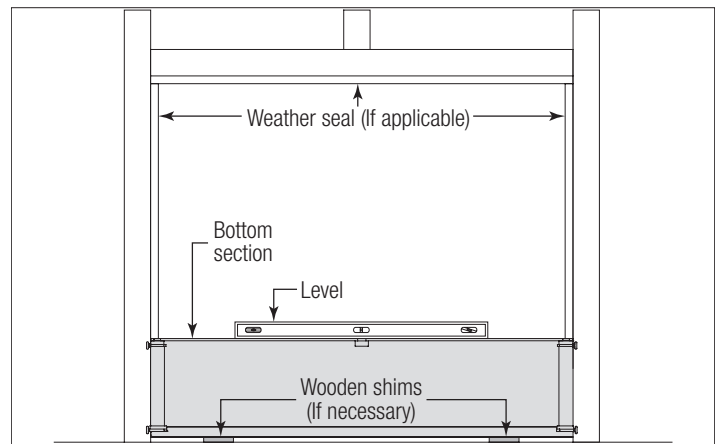 Weather seal (If applicable)
Bottom
section
Level
Wooden shims
(If necessary)